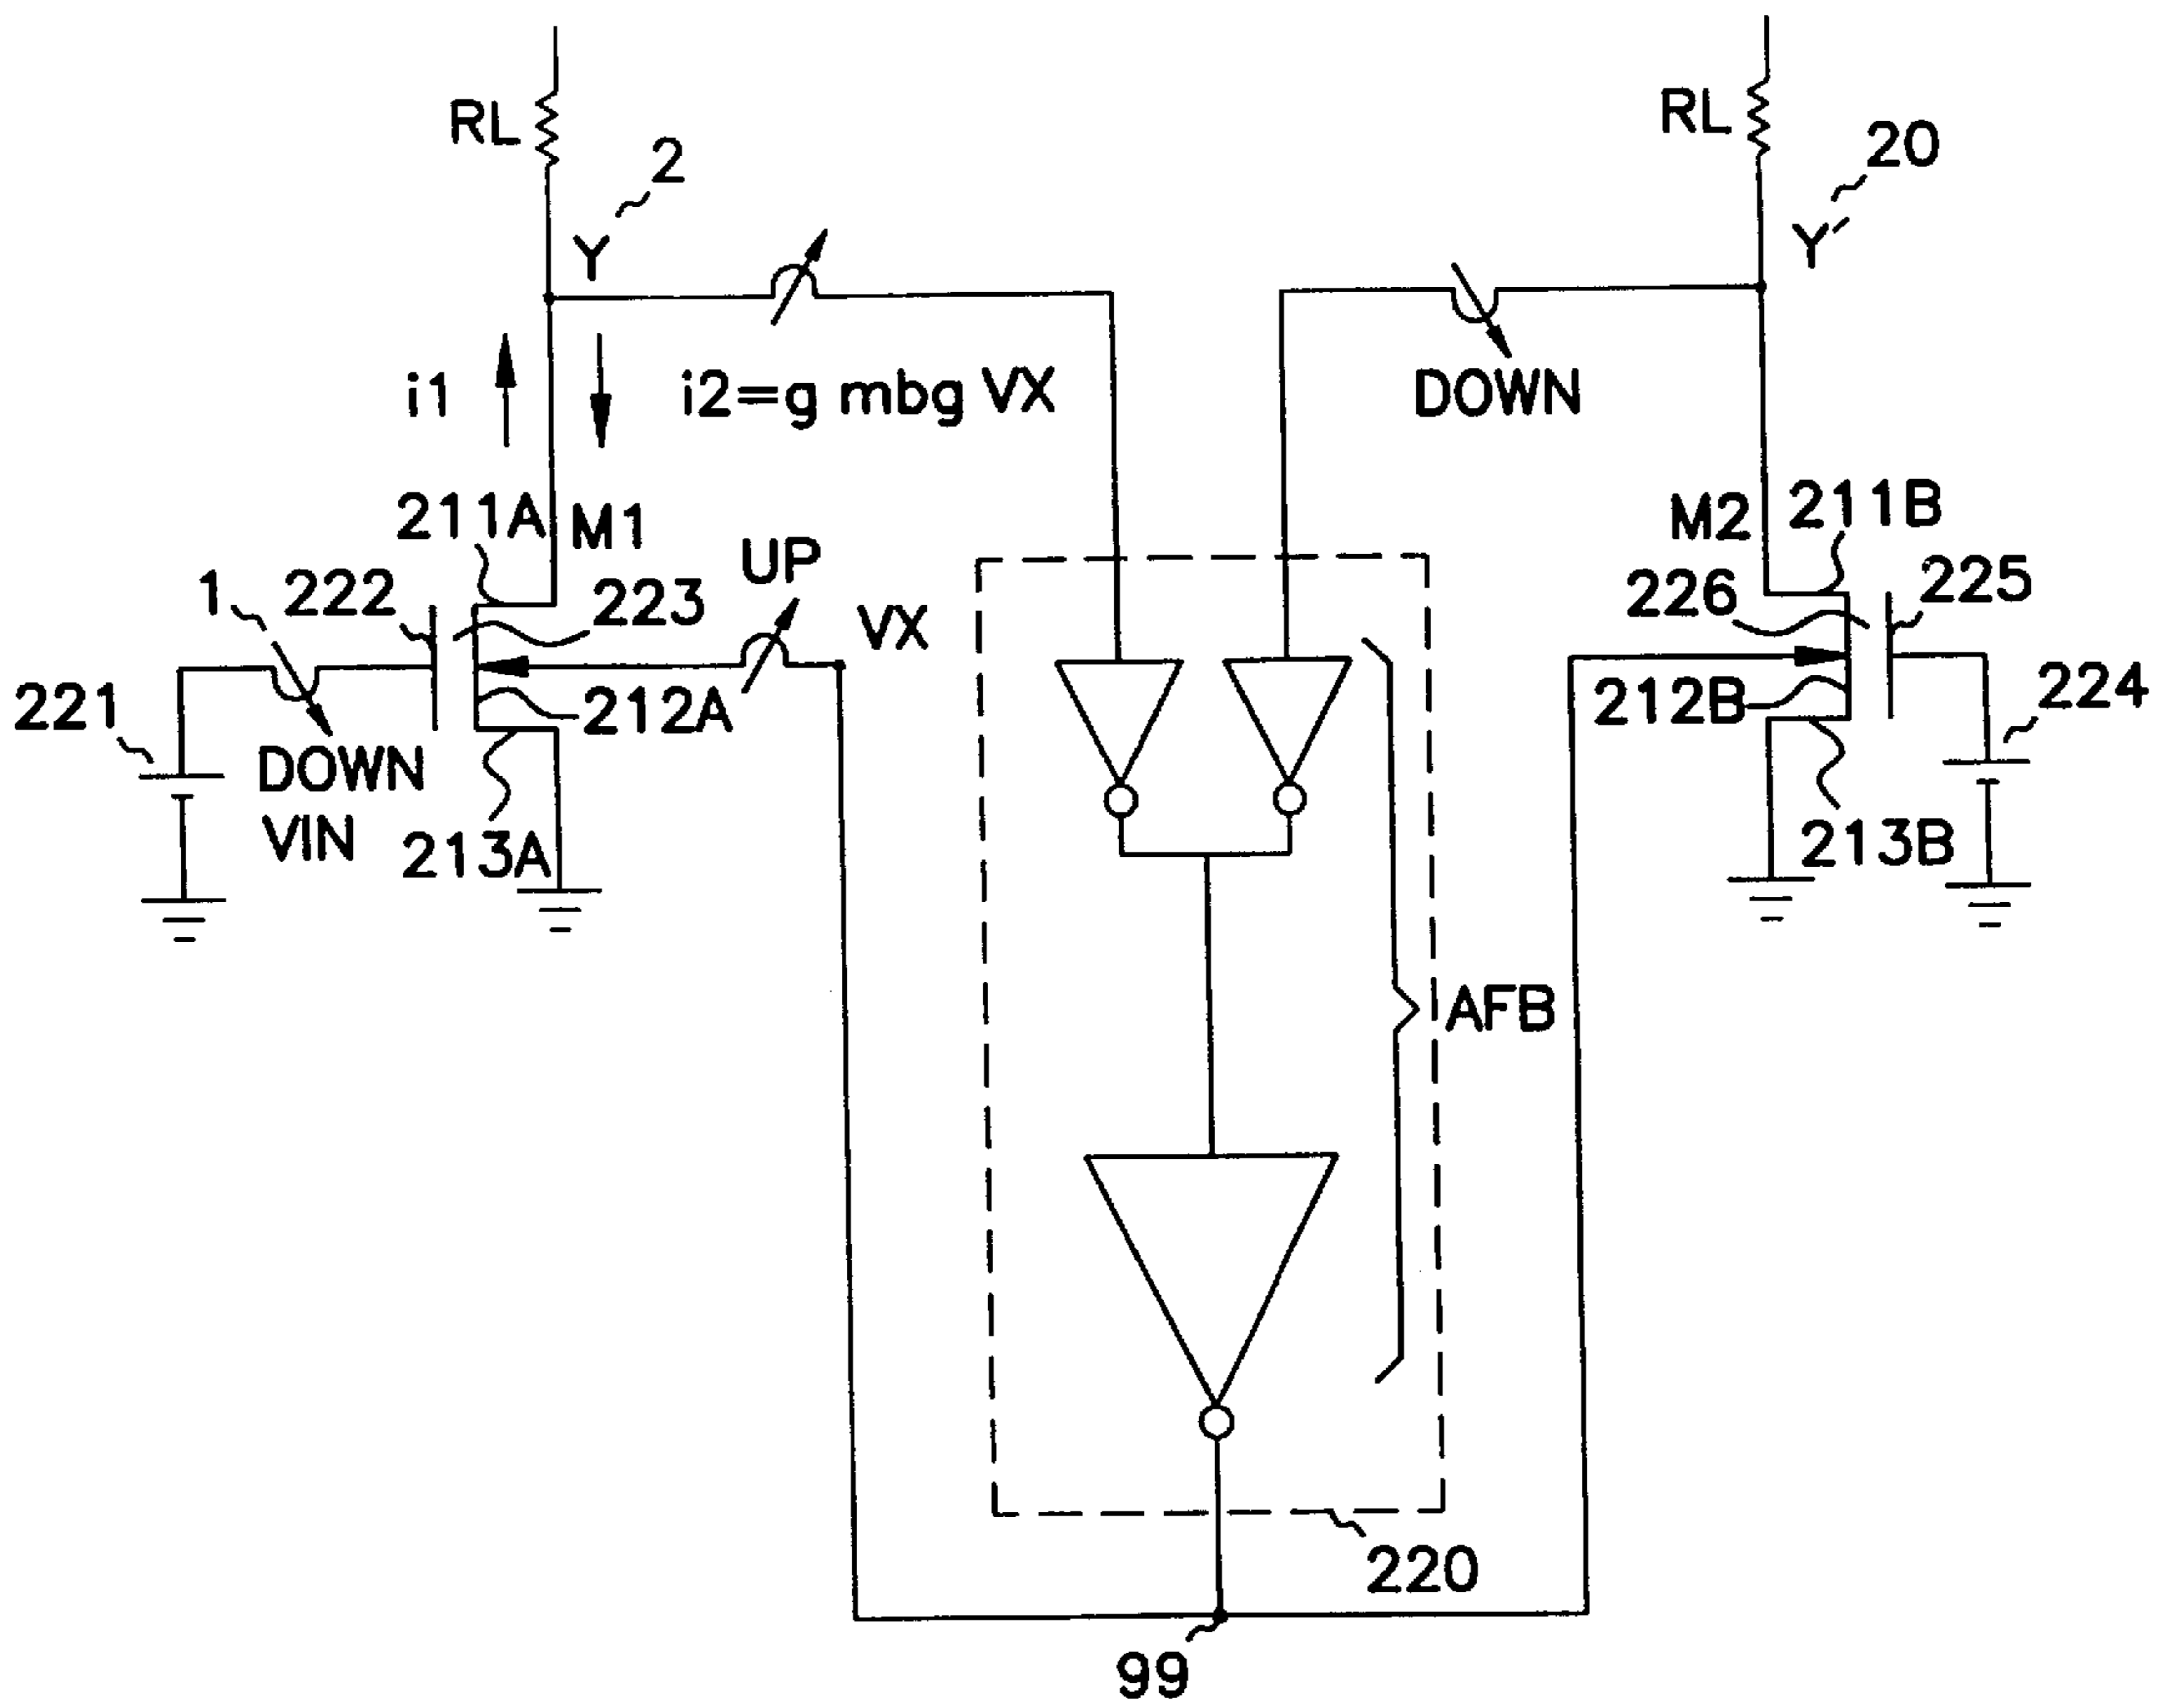 RL
RL
2
20
Y
Y'
i1
i2=g mbg VX
DOWN
211A
M1
M2
211B
UP
1
222
223
VX
226
225
221
212A
212B
224
DOWN
VIN
213A
213B
AFB
220
99